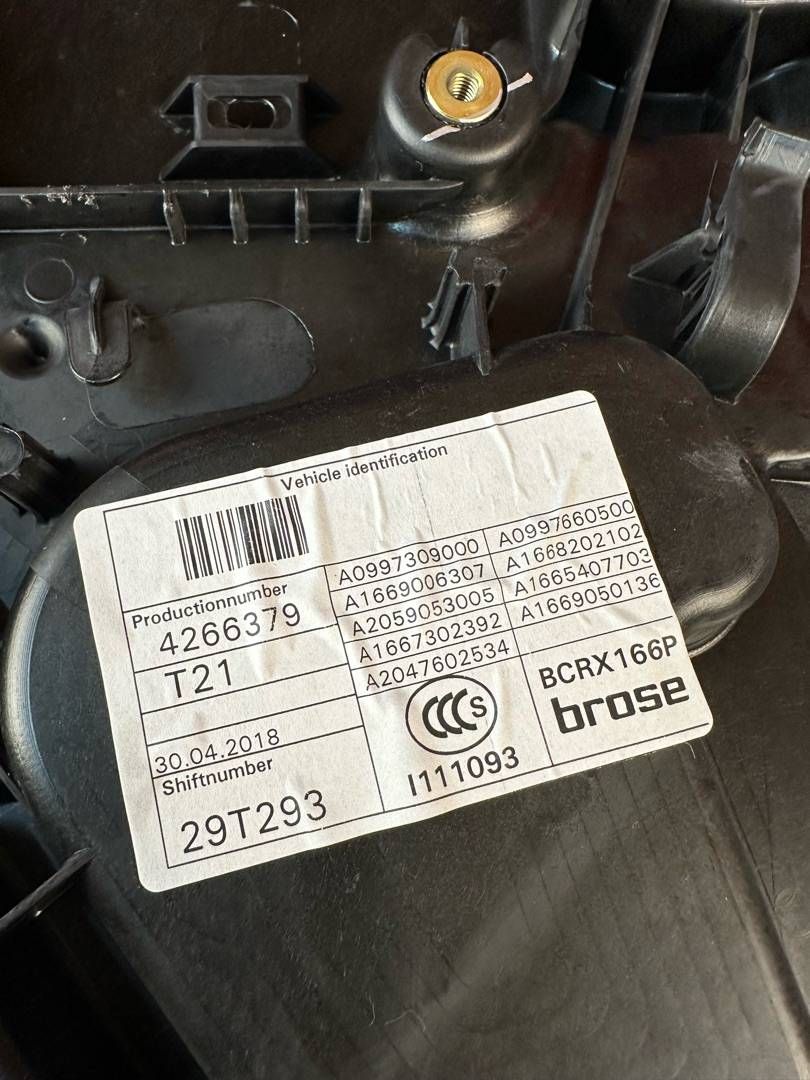 Vehicle identification
Productionnumber
4266379
T21
30.04.2018
Shiftnumber
29T293
A0997309000
A1669006307
A2059053005
A1667302392
A2047602534
A0997660500
A1668202102
A1665407703
A1669050136
CCC S
I111093
BCRX166P
brose